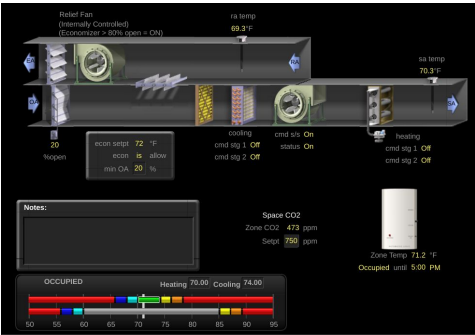 Relief Fan
(Internally Controlled)
(Economizer > 80% open = ON)
ra temp
69.3°F
sa temp
70.3°F
EA
RA
OA
SA
20
%open
econ setpt 72 °F
econ is allow
min OA 20 %
cooling
cmd stg 1 Off
cmd stg 2 Off
cmd s/s On
status On
heating
cmd stg 1 Off
cmd stg 2 Off
Notes:
Space CO2
Zone CO2 473 ppm
Setpt 750 ppm
Zone Temp 71.2 °F
Occupied until 5:00 PM
OCCUPIED Heating 70.00 Cooling 74.00
50 55 60 65 70 75 80 85 90 95